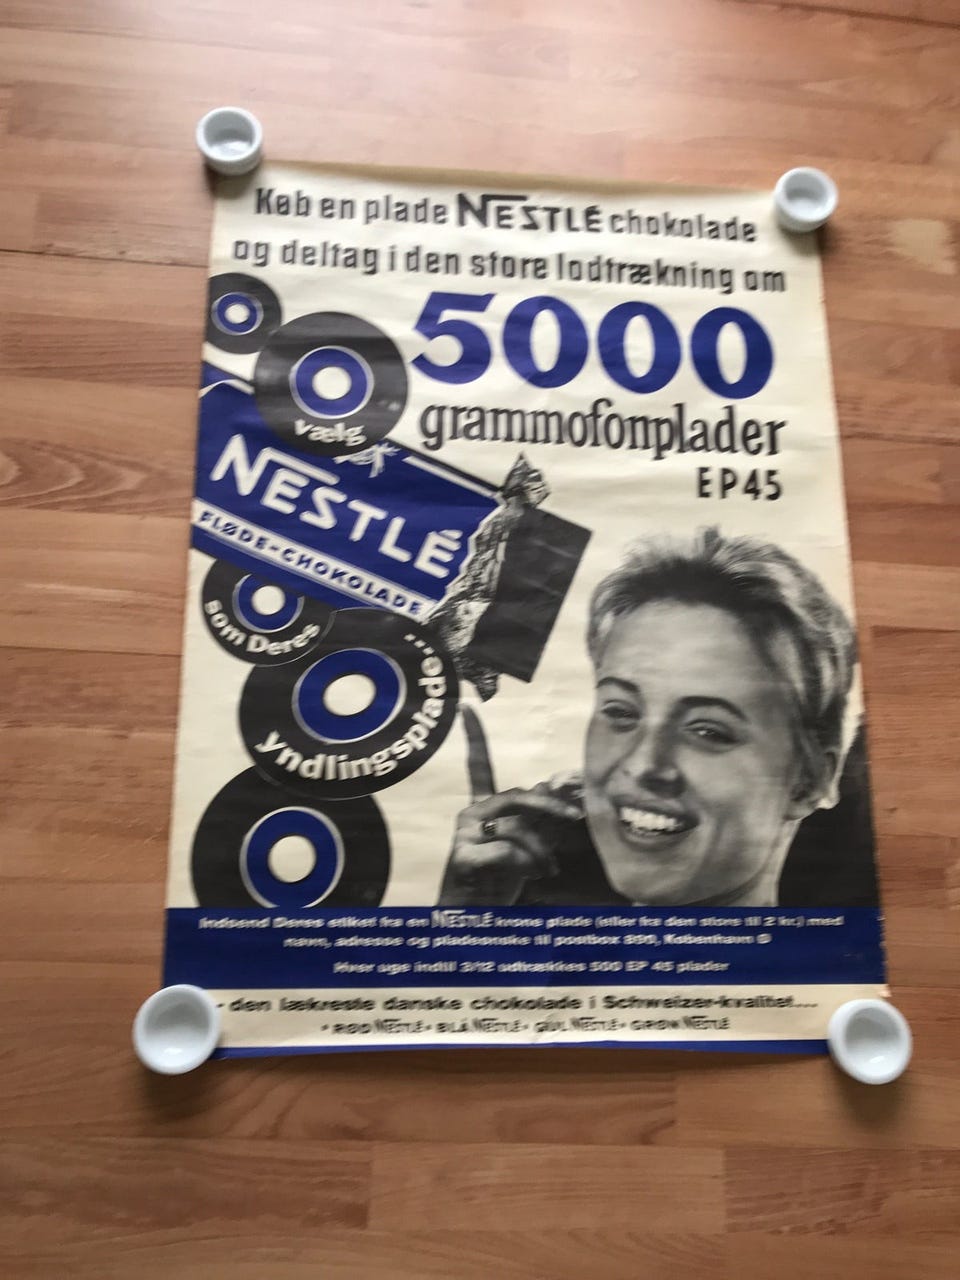 Køb en plade NESTLÉ chokolade
og deltag i den store lodtrækning om
5000
grammofonplader
EP45
vælg
NESTLÉ
FLØDE-CHOKOLADE
som Deres
yndlingsplade...
Indsend Deres etiket fra en NESTLÉ krone plade (eller fra den store til 2 kr.) med
navn, adresse og pladeønske til postbox 890, København
Hver uge indtil 3/12 udtrækkes 500 EP 45 plader
- den lækreste danske chokolade i Schweizer-kvalitet...
• RØD NESTLÉ • BLÅ NESTLÉ • GUL NESTLÉ • GRØN NESTLÉ